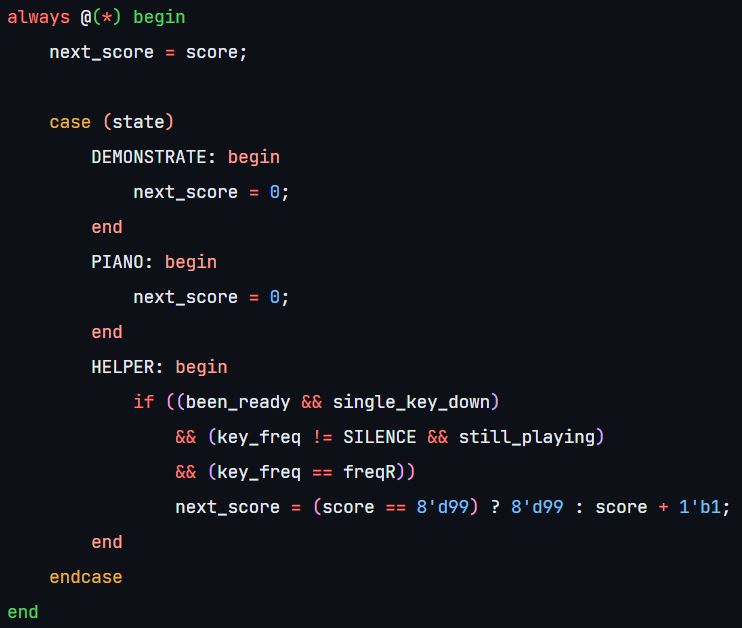 always @(*) begin
    next_score = score;

    case (state)
        DEMONSTRATE: begin
            next_score = 0;
        end
        PIANO: begin
            next_score = 0;
        end
        HELPER: begin
            if ((been_ready && single_key_down)
                && (key_freq != SILENCE && still_playing)
                && (key_freq == freqR))
                next_score = (score == 8'd99) ? 8'd99 : score + 1'b1;
        end
    endcase
end